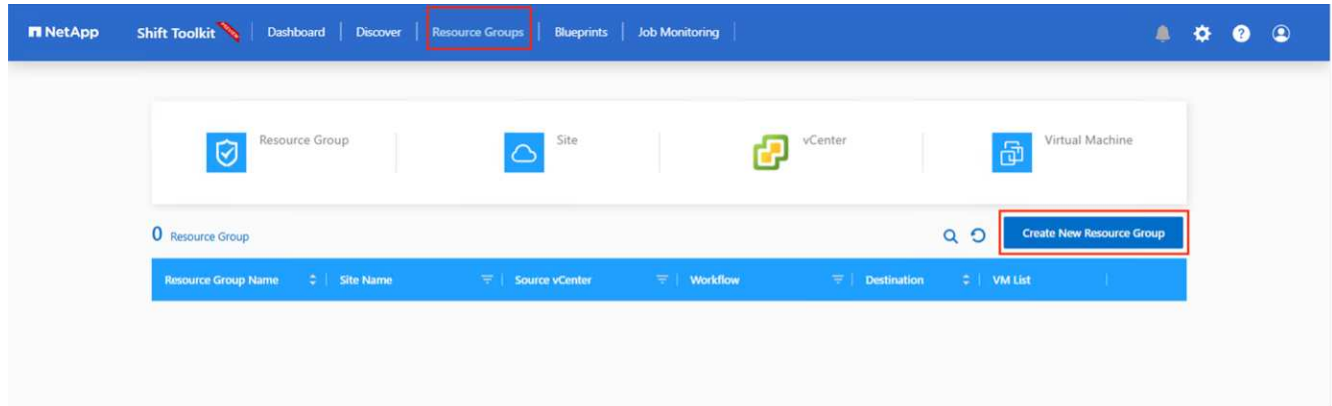 NetApp Shift Toolkit Dashboard Discover Resource Groups Blueprints Job Monitoring ?
Resource Group Site vCenter Virtual Machine
0 Resource Group Create New Resource Group
Resource Group Name Site Name Source vCenter Workflow Destination VM List